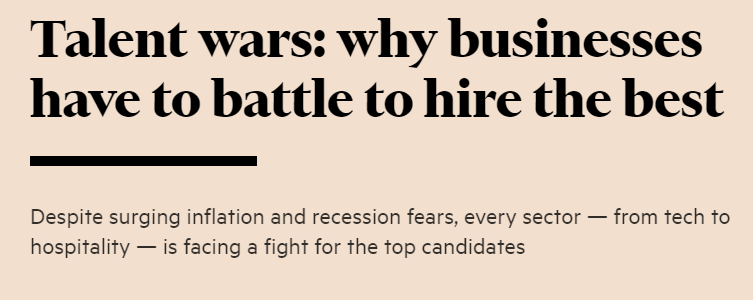 Talent wars: why businesses
have to battle to hire the best
Despite surging inflation and recession fears, every sector — from tech to
hospitality — is facing a fight for the top candidates